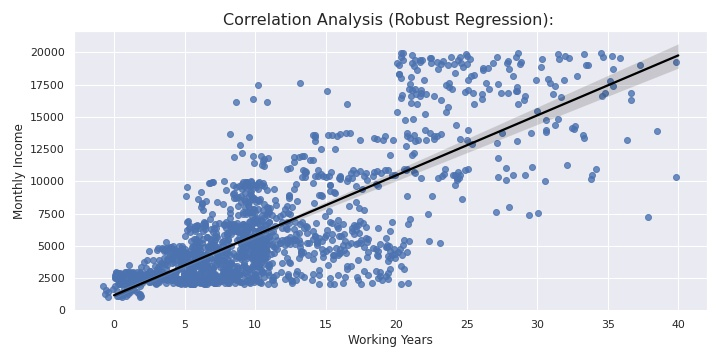 Correlation Analysis (Robust Regression):
Monthly Income
20000
17500
15000
12500
10000
7500
5000
2500
0
0 5 10 15 20 25 30 35 40
Working Years